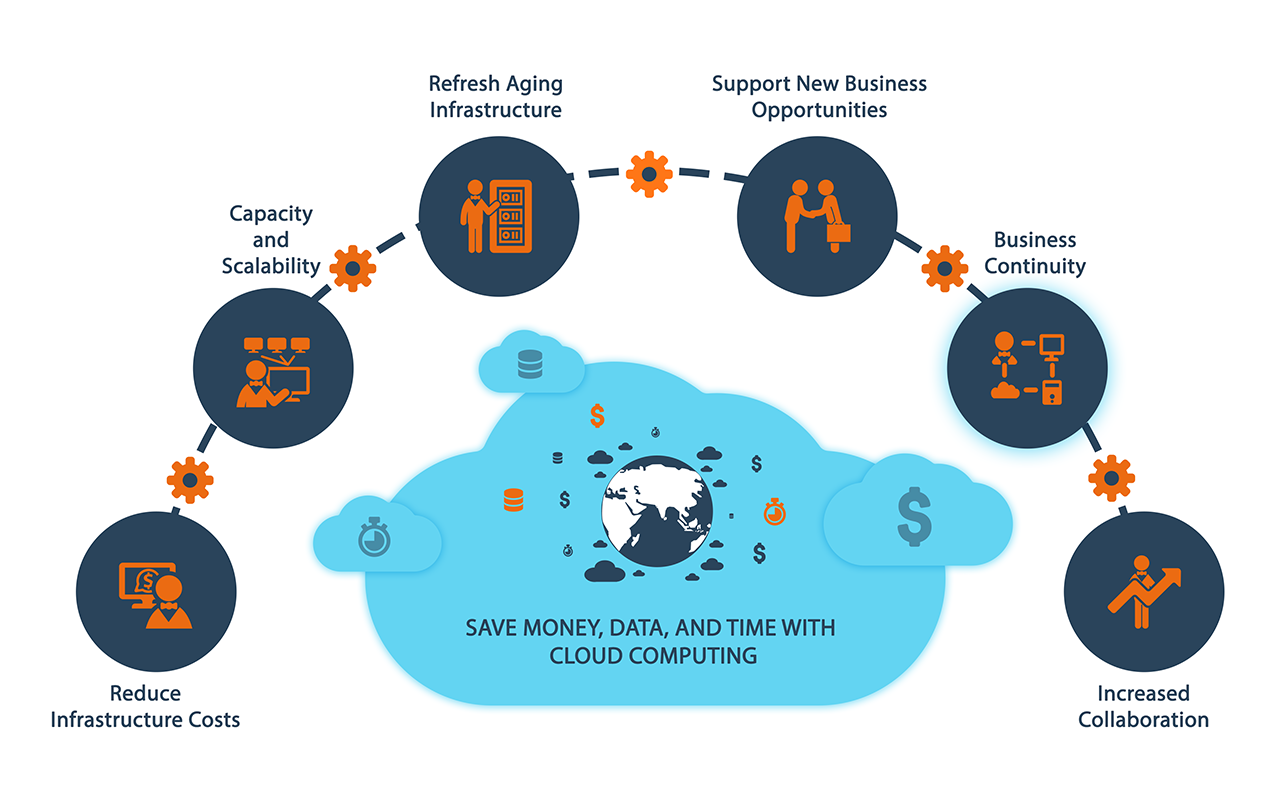 Refresh Aging
Infrastructure
Support New Business
Opportunities
Capacity
and
Scalability
Business
Continuity
Reduce
Infrastructure Costs
Increased
Collaboration
SAVE MONEY, DATA, AND TIME WITH
CLOUD COMPUTING